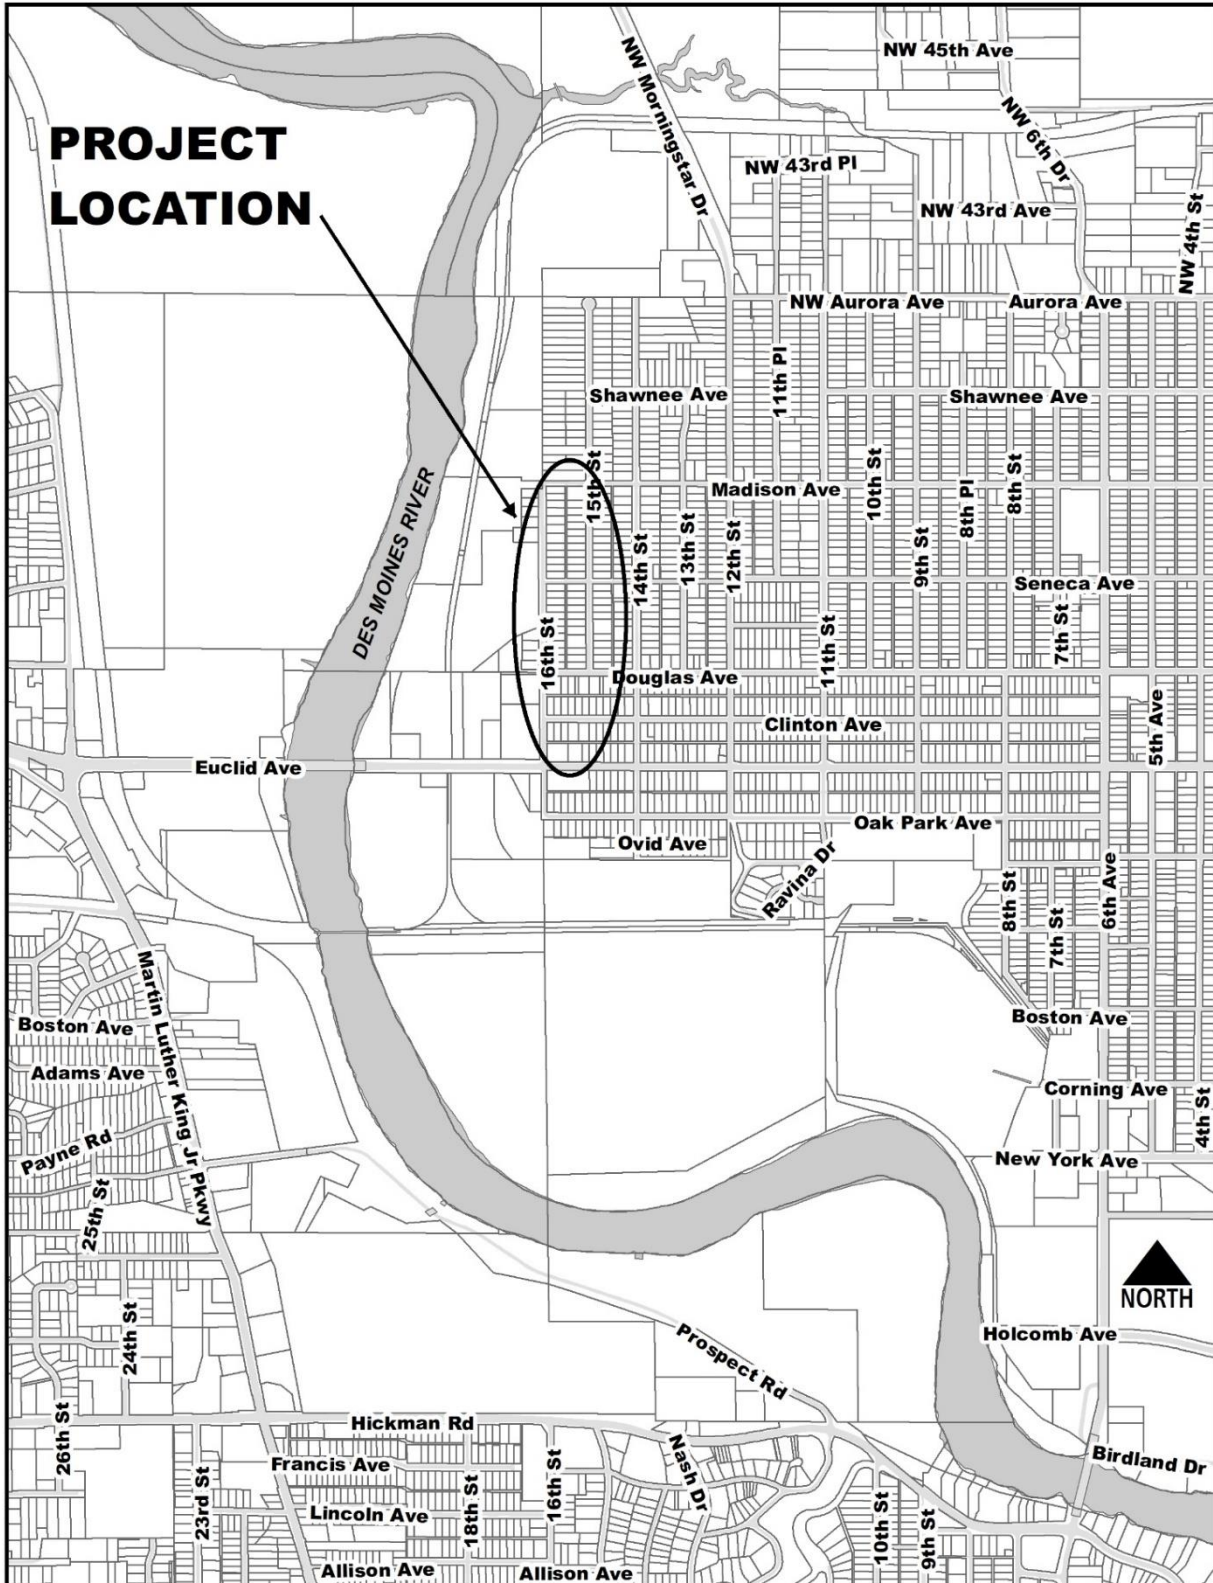 NW 45th Ave
NW Morningstar Dr
NW 6th Dr
PROJECT
LOCATION
NW 43rd Pl
NW 43rd Ave
NW 4th St
NW Aurora Ave
Aurora Ave
11th Pl
Shawnee Ave
Shawnee Ave
15th St
Madison Ave
10th St
8th Pl
8th St
DES MOINES RIVER
14th St
13th St
12th St
9th St
Seneca Ave
16th St
11th St
7th St
Douglas Ave
Clinton Ave
5th Ave
Euclid Ave
Oak Park Ave
Ovid Ave
Ravina Dr
8th St
7th St
6th Ave
Martin Luther King Jr Pkwy
Boston Ave
Boston Ave
Adams Ave
Corning Ave
4th St
Payne Rd
New York Ave
25th St
NORTH
24th St
Holcomb Ave
Prospect Rd
26th St
Hickman Rd
Nash Dr
Birdland Dr
Francis Ave
23rd St
18th St
16th St
Lincoln Ave
10th St
9th St
Allison Ave
Allison Ave